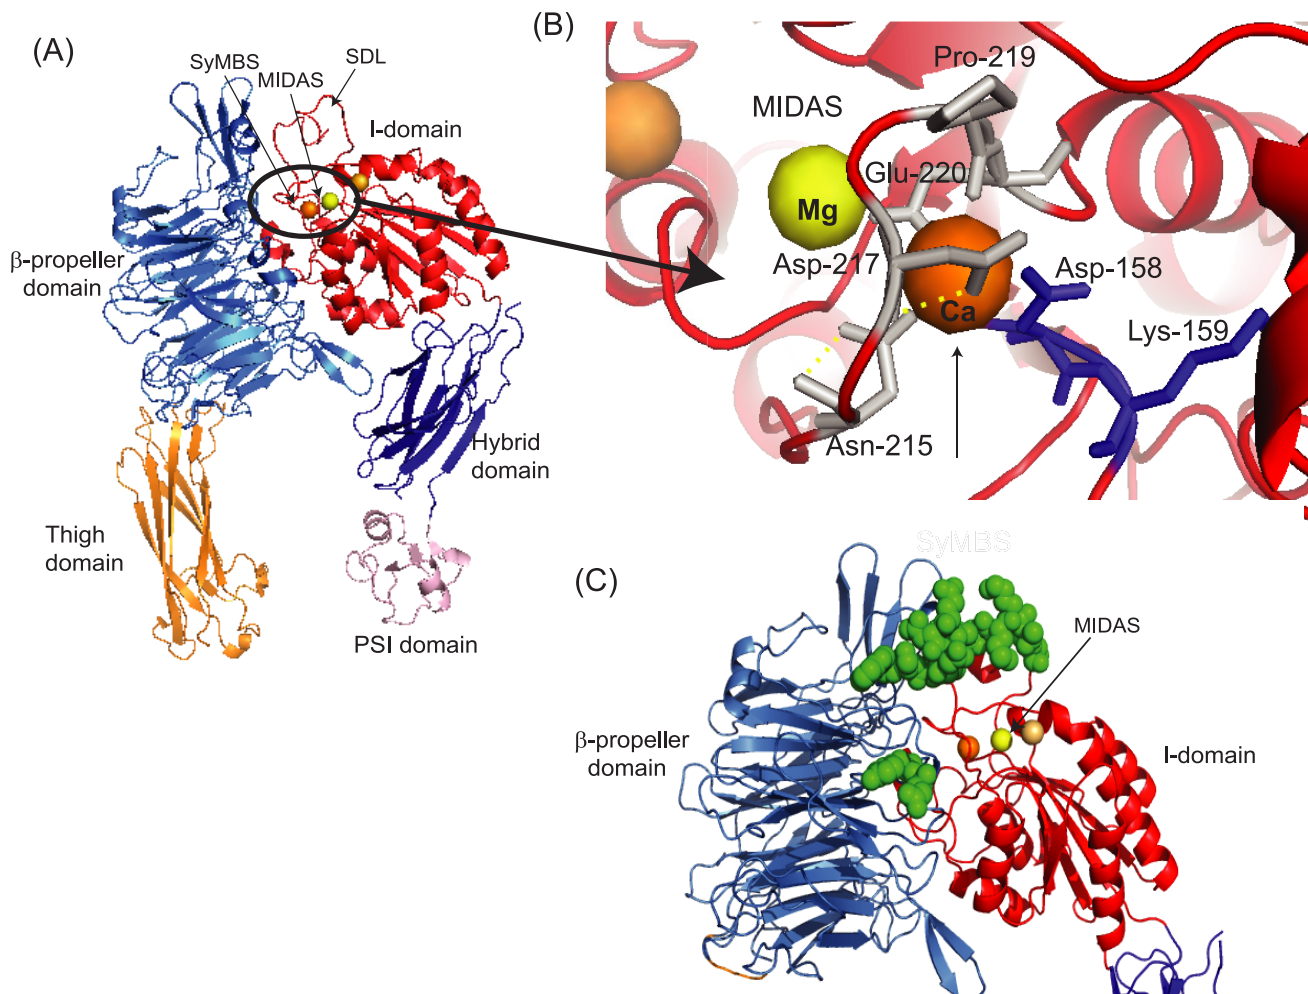 (A)
SyMBS
MIDAS
SDL
I-domain
β-propeller
domain
Hybrid
domain
Thigh
domain
PSI domain
(B)
Pro-219
MIDAS
Glu-220
Mg
Asp-217
Asp-158
Ca
Lys-159
Asn-215
SyMBS
(C)
MIDAS
β-propeller
domain
I-domain